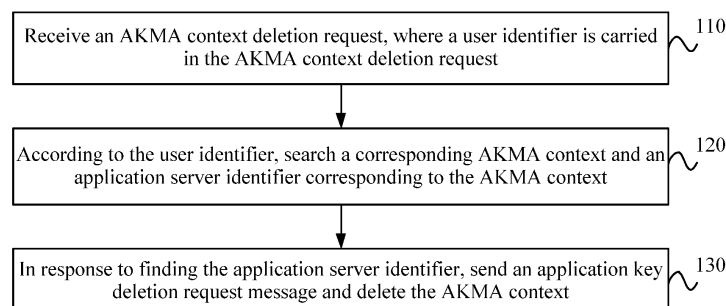 Receive an AKMA context deletion request, where a user identifier is carried
in the AKMA context deletion request
110
According to the user identifier, search a corresponding AKMA context and an
application server identifier corresponding to the AKMA context
120
In response to finding the application server identifier, send an application key
deletion request message and delete the AKMA context
130